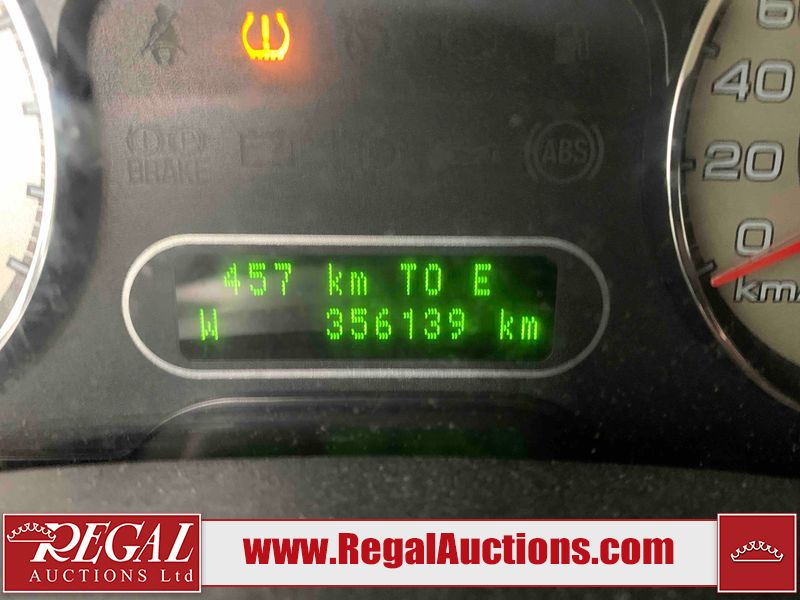 60
40
20
0
km/
BRAKE
ABS
457 km TO E
W 356139 km
REGAL
AUCTIONS Ltd
www.RegalAuctions.com